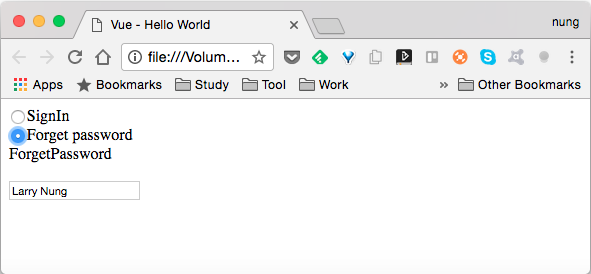 Vue - Hello World
nung
file:///Volum...
Apps Bookmarks Study Tool Work » Other Bookmarks
SignIn
Forget password
ForgetPassword
Larry Nung